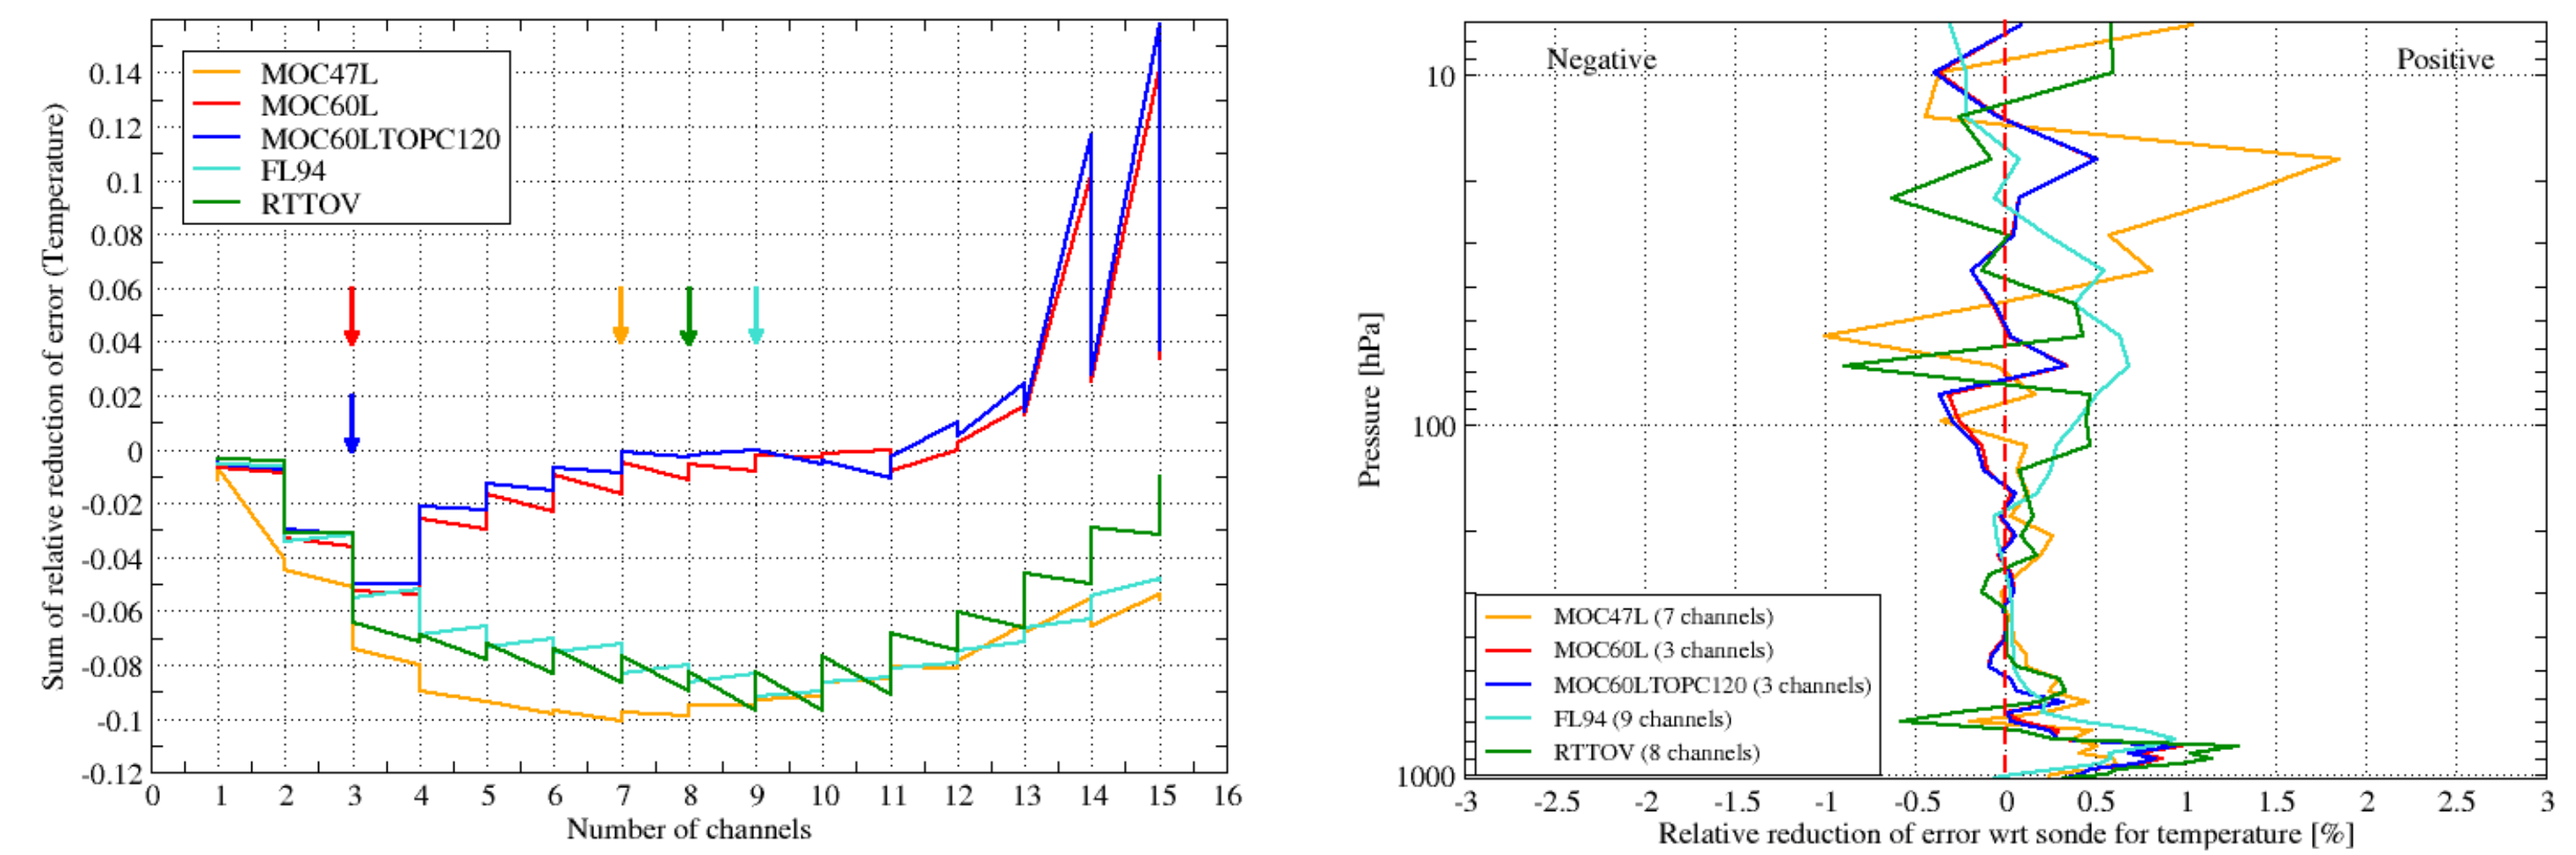 Sum of relative reduction of error (Temperature)
0.14
0.12
0.1
0.08
0.06
0.04
0.02
0
-0.02
-0.04
-0.06
-0.08
-0.1
-0.12
MOC47L
MOC60L
MOC60LTOPC120
FL94
RTTOV
0 1 2 3 4 5 6 7 8 9 10 11 12 13 14 15 16
Number of channels
Pressure [hPa]
10
100
1000
Negative
Positive
MOC47L (7 channels)
MOC60L (3 channels)
MOC60LTOPC120 (3 channels)
FL94 (9 channels)
RTTOV (8 channels)
-3 -2.5 -2 -1.5 -1 -0.5 0 0.5 1 1.5 2 2.5 3
Relative reduction of error wrt sonde for temperature [%]